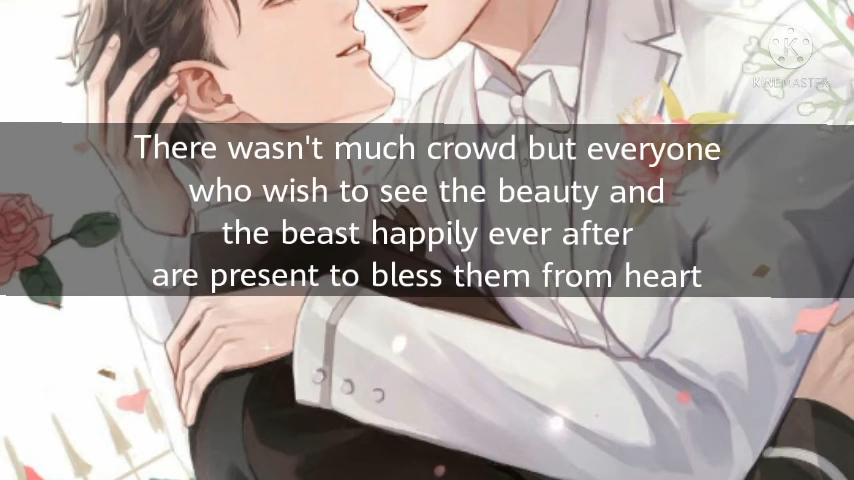 KINEMASTER
There wasn't much crowd but everyone
who wish to see the beauty and
the beast happily ever after
are present to bless them from heart